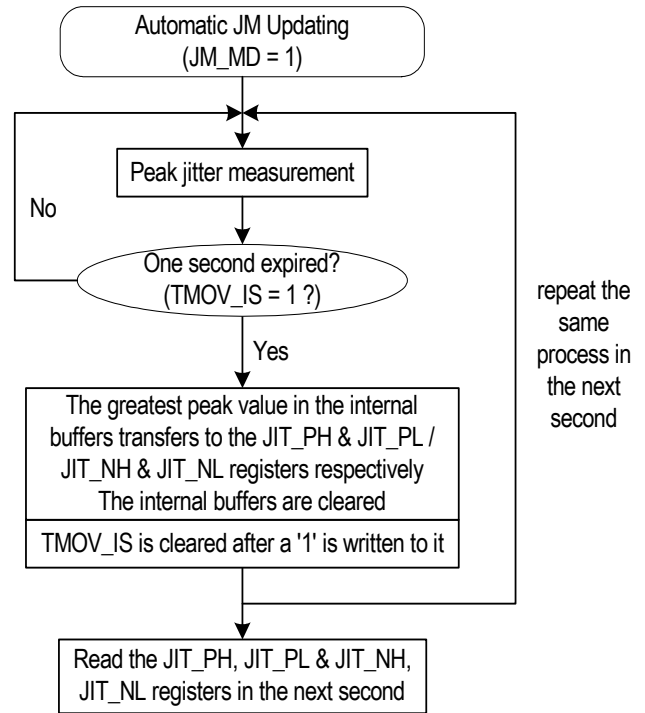 Automatic JM Updating
(JM_MD = 1)
Peak jitter measurement
No
One second expired?
(TMOV_IS = 1 ?)
repeat the
same
process in
the next
second
Yes
The greatest peak value in the internal
buffers transfers to the JIT_PH & JIT_PL /
JIT_NH & JIT_NL registers respectively
The internal buffers are cleared
TMOV_IS is cleared after a '1' is written to it
Read the JIT_PH, JIT_PL & JIT_NH,
JIT_NL registers in the next second